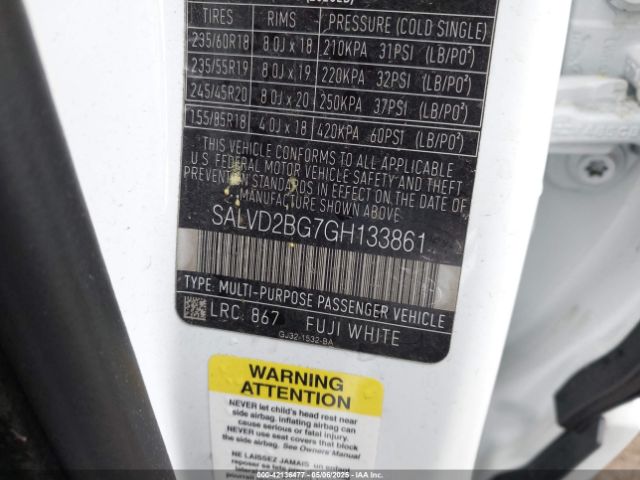 TIRES RIMS PRESSURE (COLD SINGLE)
235/60R18 8.0J x 18 210KPA 31PSI (LB/PO²)
235/55R19 8.0J x 19 220KPA 32PSI (LB/PO²)
245/45R20 8.0J x 20 250KPA 37PSI (LB/PO²)
155/85R18 4.0J x 18 420KPA 60PSI (LB/PO²)
THIS VEHICLE CONFORMS TO ALL APPLICABLE
U.S FEDERAL MOTOR VEHICLE SAFETY AND THEFT
PREVENTION STANDARDS IN EFFECT ON THE DATE OF
MANUFACTURE SHOWN ABOVE.
SALVD2BG7GH133861
TYPE: MULTI-PURPOSE PASSENGER VEHICLE
LRC. 867 FUJI WHITE
GJ32-1532-BA
WARNING
ATTENTION
NEVER let child's head rest near
side airbag. Inflating airbag can
cause serious or fatal injury.
NEVER use seat covers that block
the side airbag. See Owners Manual
NE LAISSEZ JAMAIS un enfant
42136477 05/06/2025